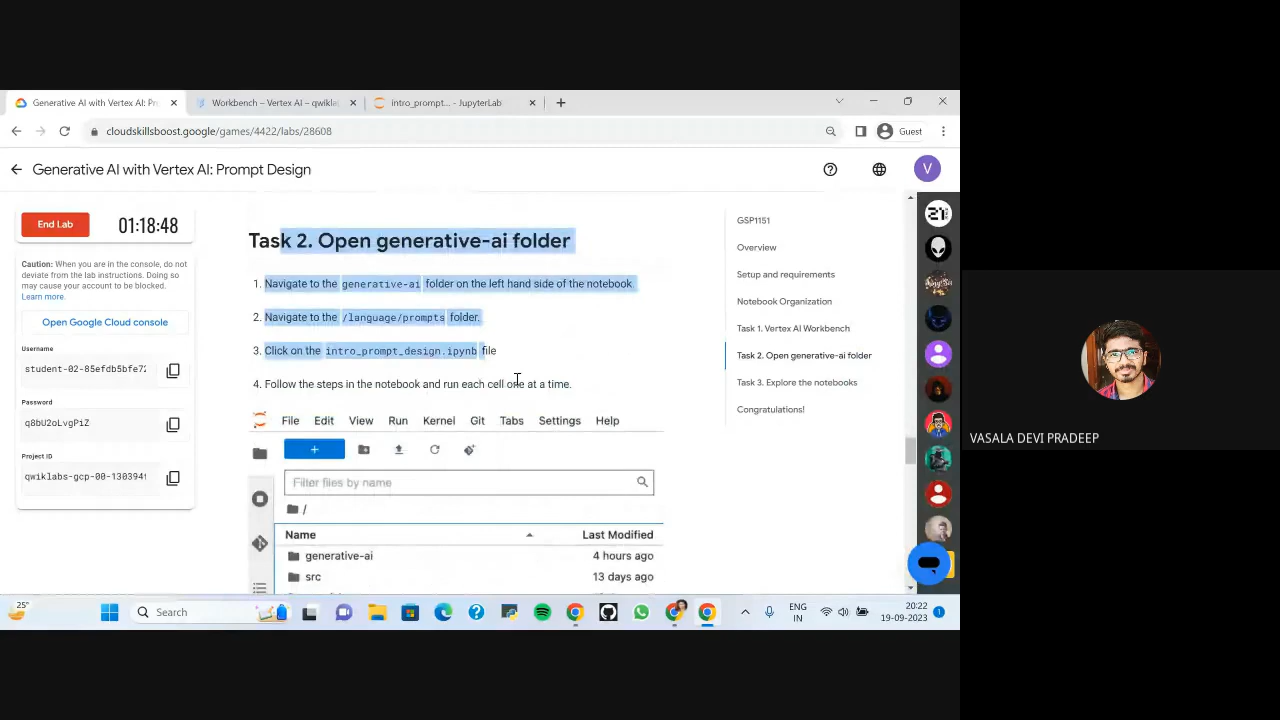 Generative AI with Vertex AI: Pr
Workbench – Vertex AI – qwikla
intro_prompt... - JupyterLab
cloudskillsboost.google/games/4422/labs/28608
Guest
Generative AI with Vertex AI: Prompt Design
V
End Lab
01:18:48
Caution: When you are in the console, do not
deviate from the lab instructions. Doing so
may cause your account to be blocked.
Learn more.
Open Google Cloud console
Username
student-02-85efdb5bfe72
Password
q8bU2oLvgPiZ
Project ID
qwiklabs-gcp-00-130394
Task 2. Open generative-ai folder
1. Navigate to the generative-ai folder on the left hand side of the notebook.
2. Navigate to the /language/prompts folder.
3. Click on the intro_prompt_design.ipynb file
4. Follow the steps in the notebook and run each cell one at a time.
File Edit View Run Kernel Git Tabs Settings Help
Filter files by name
/
Name Last Modified
generative-ai 4 hours ago
src 13 days ago
GSP1151
Overview
Setup and requirements
Notebook Organization
Task 1. Vertex AI Workbench
Task 2. Open generative-ai folder
Task 3. Explore the notebooks
Congratulations!
21
VASALA DEVI PRADEEP
25°
Search
ENG
IN
20:22
19-09-2023
1